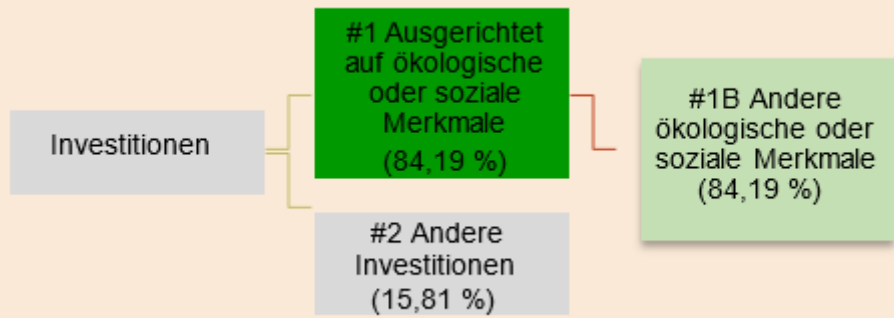 Investitionen
#1 Ausgerichtet
auf ökologische
oder soziale
Merkmale
(84,19 %)
#2 Andere
Investitionen
(15,81 %)
#1B Andere
ökologische oder
soziale Merkmale
(84,19 %)